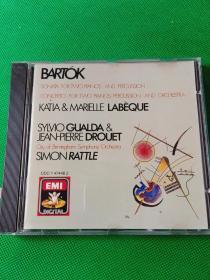 BARTÓK
SONATA FOR TWO PIANOS AND PERCUSSION
CONCERTO FOR TWO PIANOS, PERCUSSION AND ORCHESTRA
KATIA & MARIELLE LABÈQUE
SYLVIO GUALDA &
JEAN-PIERRE DROUET
City of Birmingham Symphony Orchestra
SIMON RATTLE
EMI
DIGITAL